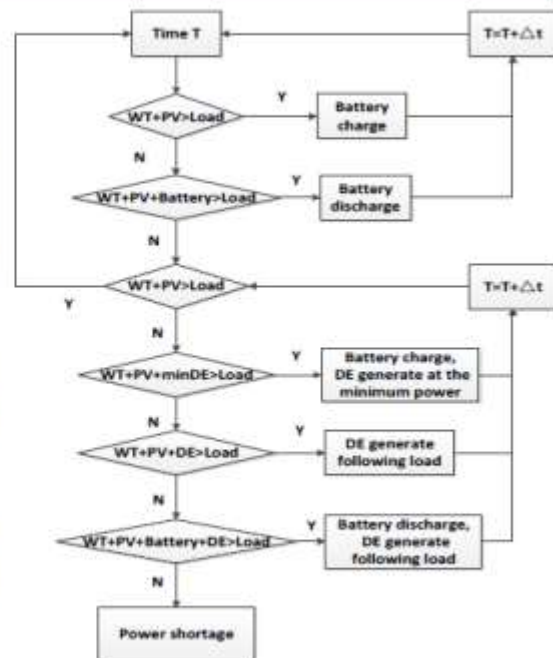 Time T
T=T+△t
WT+PV>Load
Y
Battery
charge
N
WT+PV+Battery>Load
Y
Battery
discharge
N
WT+PV>Load
Y
T=T+△t
N
WT+PV+minDE>Load
Y
Battery charge,
DE generate at the
minimum power
N
WT+PV+DE>Load
Y
DE generate
following load
N
WT+PV+Battery+DE>Load
Y
Battery discharge,
DE generate
following load
N
Power shortage